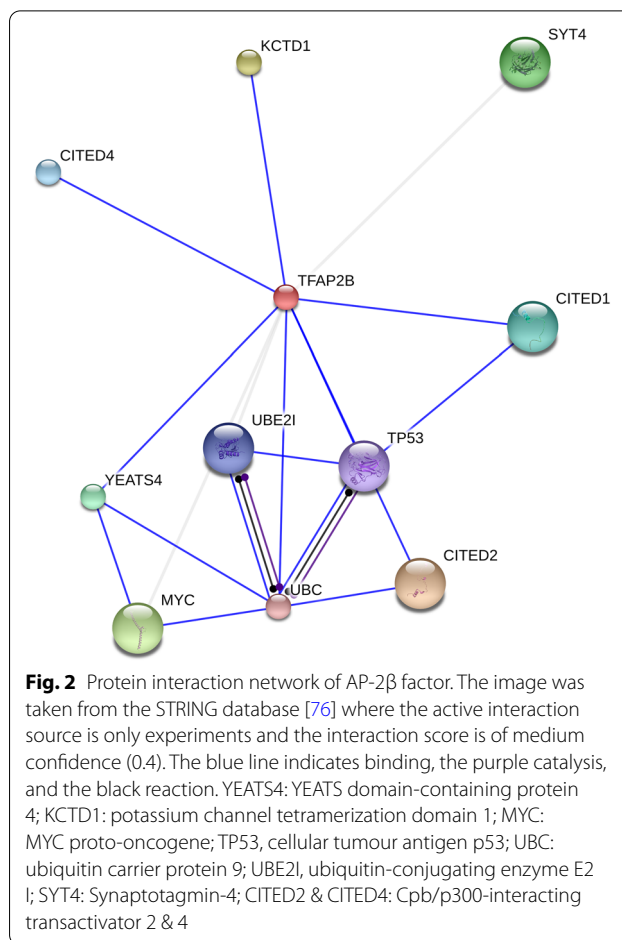 KCTD1
SYT4
CITED4
TFAP2B
CITED1
UBE2I
TP53
YEATS4
CITED2
UBC
MYC
Fig. 2 Protein interaction network of AP-2β factor. The image was
taken from the STRING database [76] where the active interaction
source is only experiments and the interaction score is of medium
confidence (0.4). The blue line indicates binding, the purple catalysis,
and the black reaction. YEATS4: YEATS domain-containing protein
4; KCTD1: potassium channel tetramerization domain 1; MYC:
MYC proto-oncogene; TP53, cellular tumour antigen p53; UBC:
ubiquitin carrier protein 9; UBE2I, ubiquitin-conjugating enzyme E2
I; SYT4: Synaptotagmin-4; CITED2 & CITED4: Cpb/p300-interacting
transactivator 2 & 4